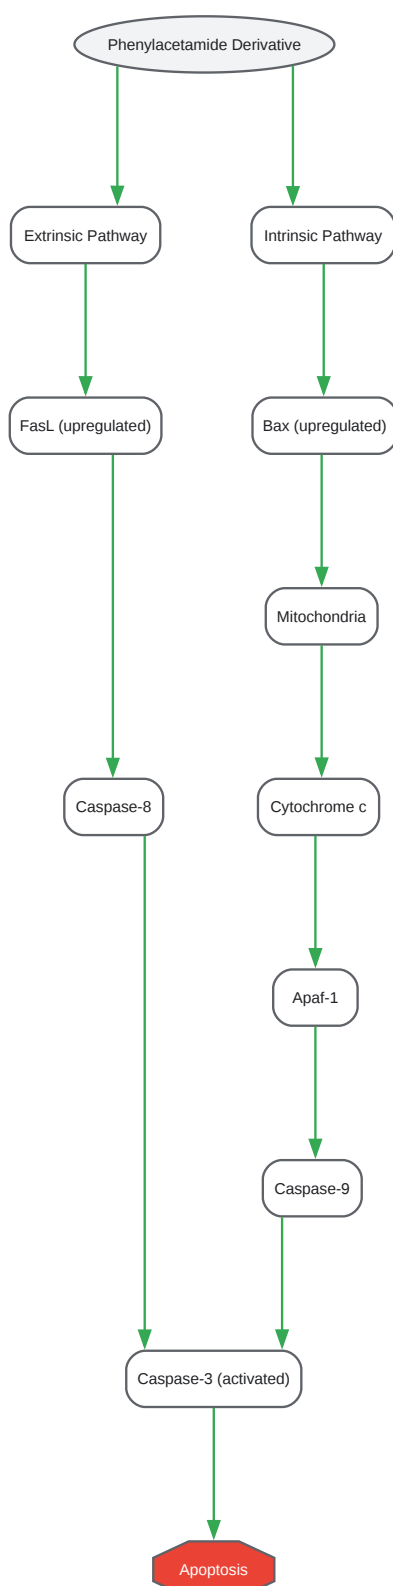 Phenylacetamide Derivative
Extrinsic Pathway
Intrinsic Pathway
FasL (upregulated)
Bax (upregulated)
Mitochondria
Caspase-8
Cytochrome c
Apaf-1
Caspase-9
Caspase-3 (activated)
Apoptosis